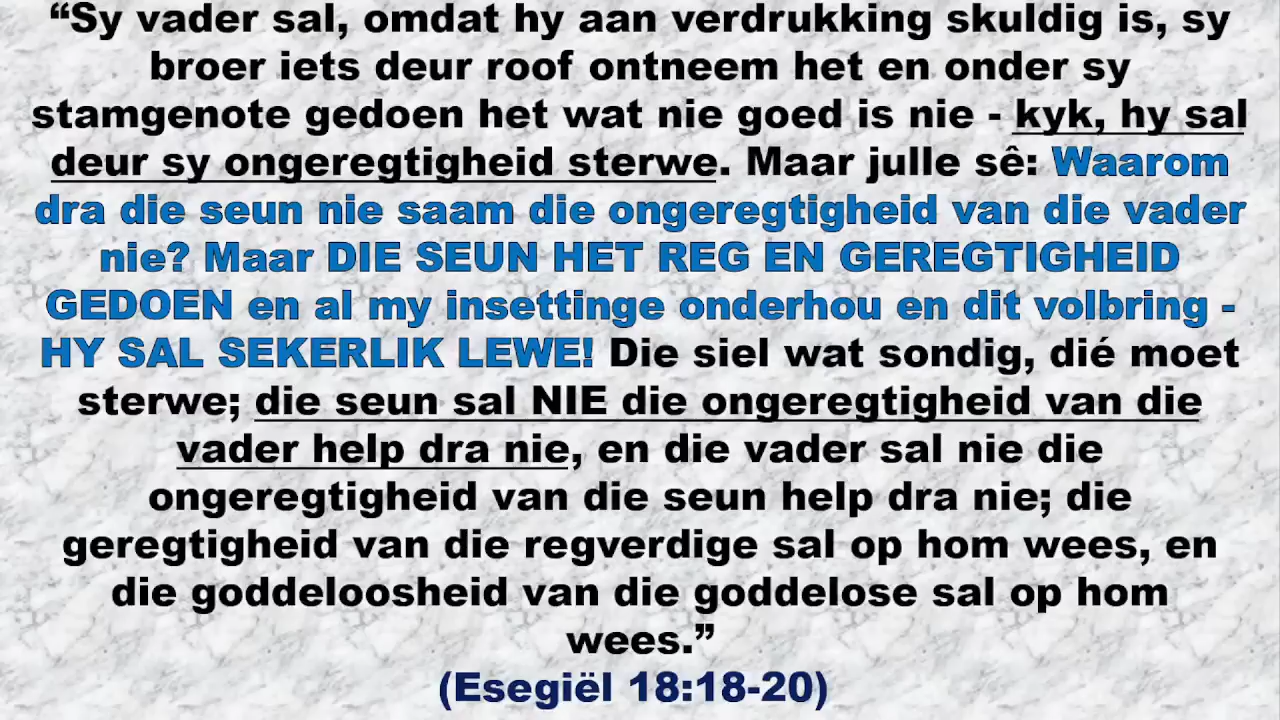 “Sy vader sal, omdat hy aan verdrukking skuldig is, sy
broer iets deur roof ontneem het en onder sy
stamgenote gedoen het wat nie goed is nie - kyk, hy sal
deur sy ongeregtigheid sterwe. Maar julle sê: Waarom
dra die seun nie saam die ongeregtigheid van die vader
nie? Maar DIE SEUN HET REG EN GEREGTIGHEID
GEDOEN en al my insettinge onderhou en dit volbring -
HY SAL SEKERLIK LEWE! Die siel wat sondig, dié moet
sterwe; die seun sal NIE die ongeregtigheid van die
vader help dra nie, en die vader sal nie die
ongeregtigheid van die seun help dra nie; die
geregtigheid van die regverdige sal op hom wees, en
die goddeloosheid van die goddelose sal op hom
wees.”
(Esegiël 18:18-20)